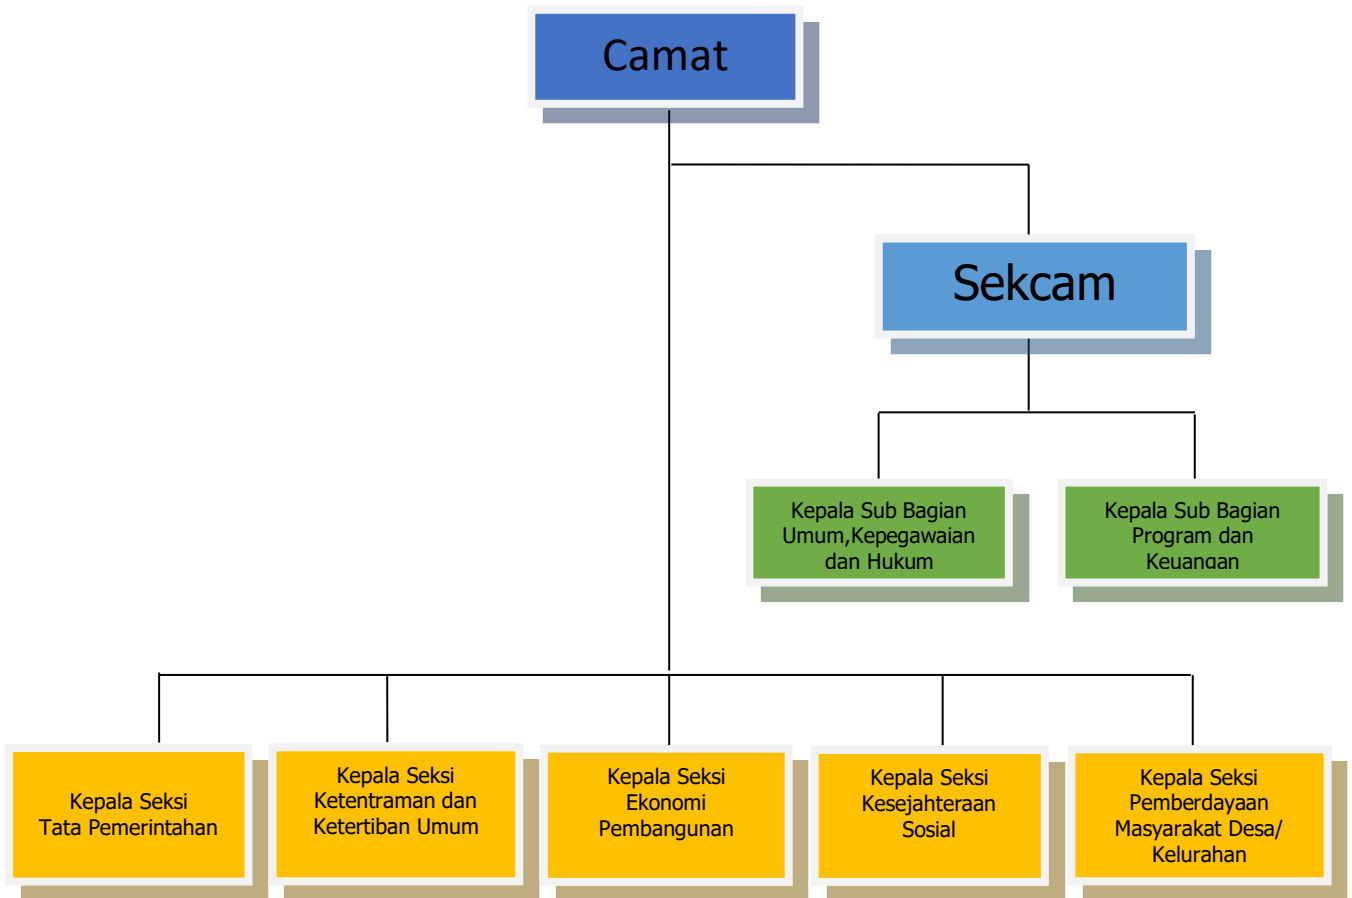 Camat
Sekcam
Kepala Sub Bagian
Umum,Kepegawaian
dan Hukum
Kepala Sub Bagian
Program dan
Keuangan
Kepala Seksi
Tata Pemerintahan
Kepala Seksi
Ketentraman dan
Ketertiban Umum
Kepala Seksi
Ekonomi
Pembangunan
Kepala Seksi
Kesejahteraan
Sosial
Kepala Seksi
Pemberdayaan
Masyarakat Desa/
Kelurahan